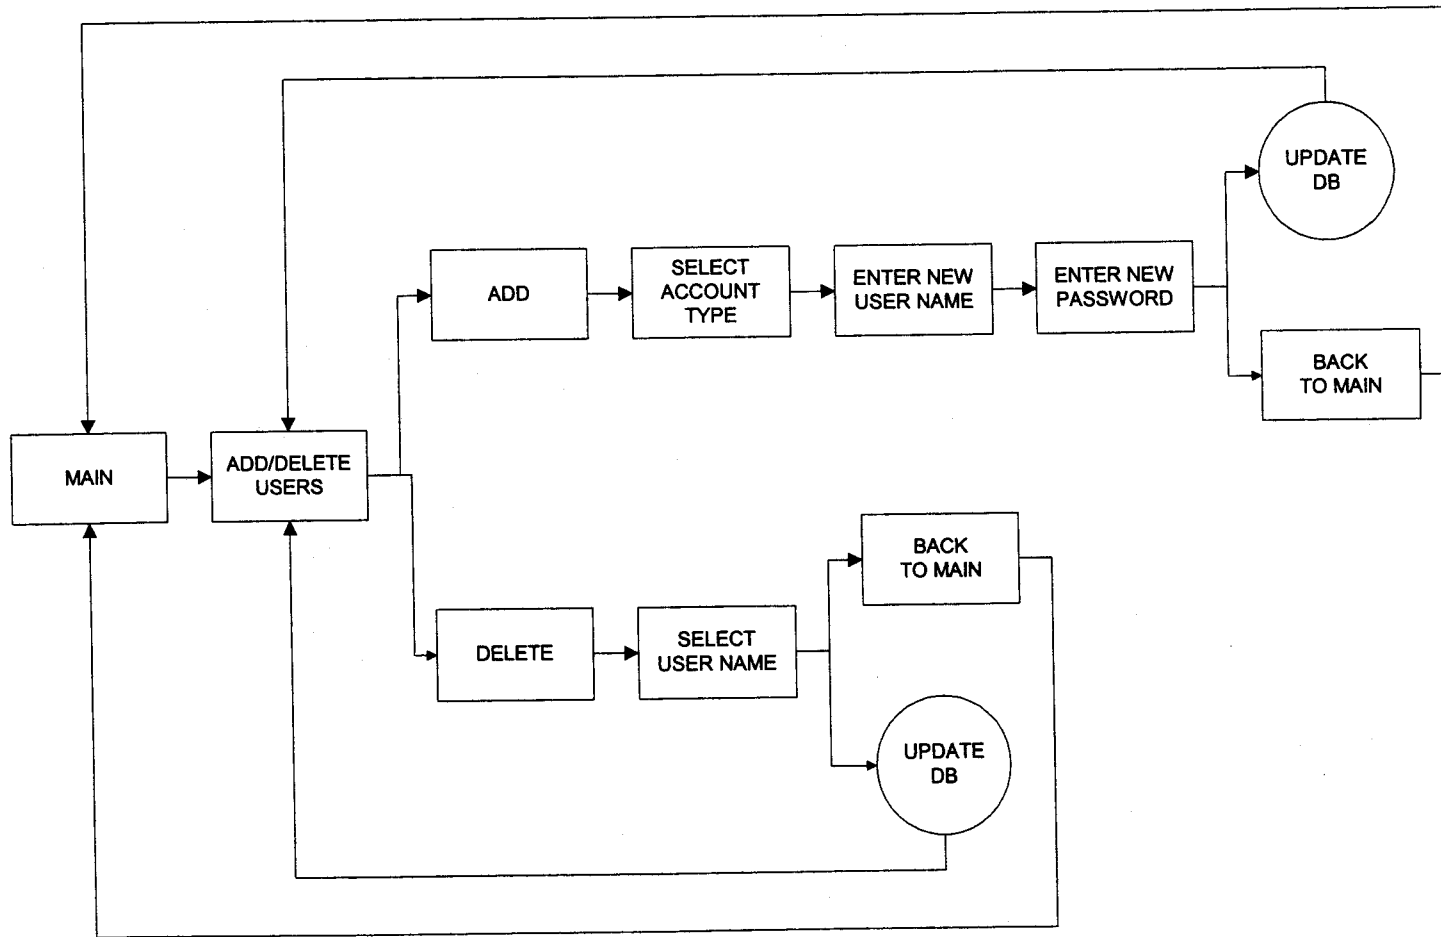 UPDATE
DB
ADD
SELECT
ACCOUNT
TYPE
ENTER NEW
USER NAME
ENTER NEW
PASSWORD
BACK
TO MAIN
MAIN
ADD/DELETE
USERS
BACK
TO MAIN
DELETE
SELECT
USER NAME
UPDATE
DB